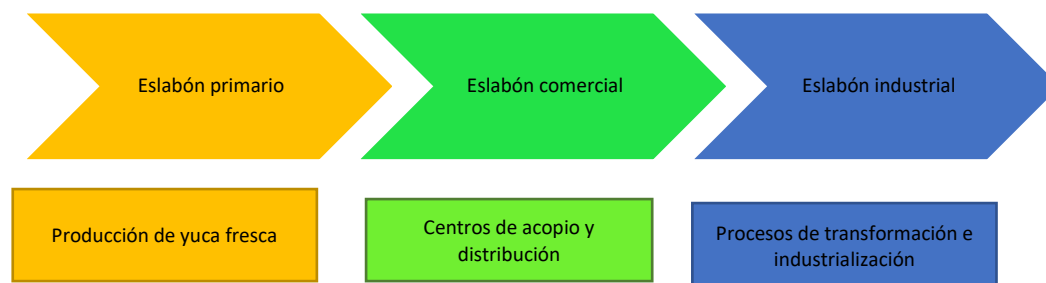 Eslabón primario
Eslabón comercial
Eslabón industrial
Producción de yuca fresca
Centros de acopio y
distribución
Procesos de transformación e
industrialización